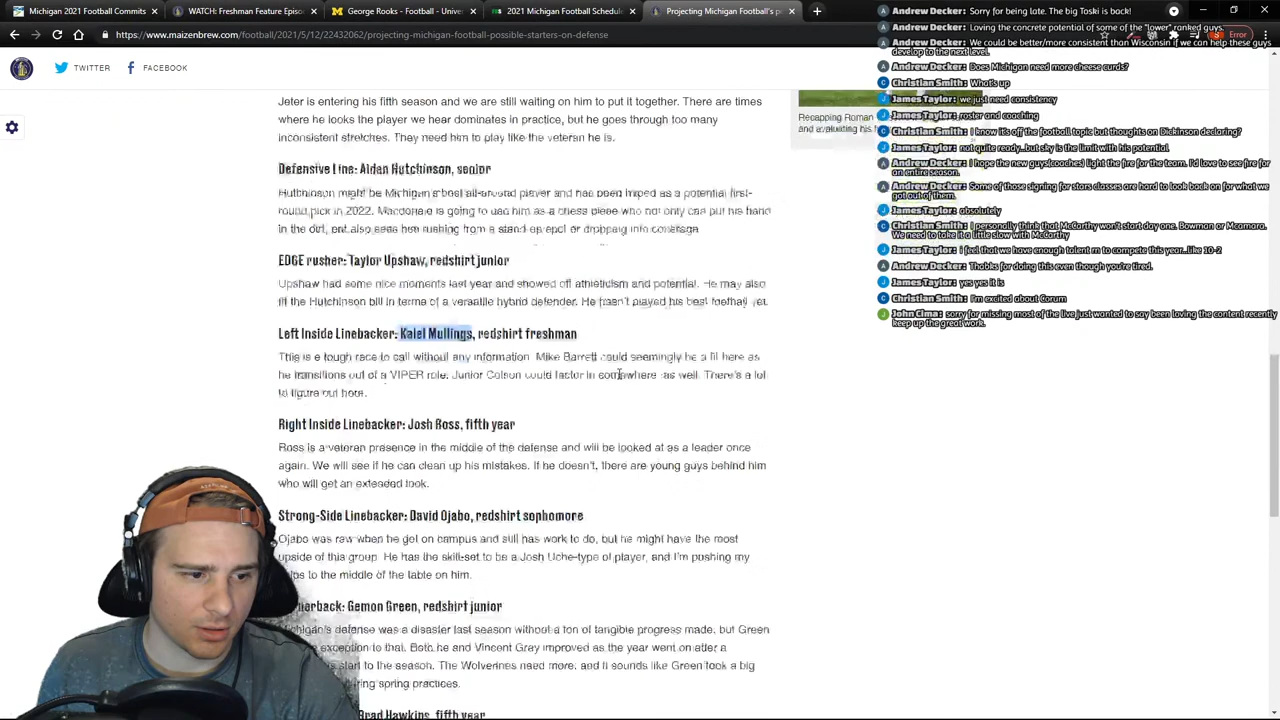 Michigan 2021 Football Commits
WATCH: Freshman Feature Episo
George Rooks - Football - Unive
2021 Michigan Football Schedul
Projecting Michigan Football's po
https://www.maizenbrew.com/football/2021/5/12/22432062/projecting-michigan-football-possible-starters-on-defense
Error
TWITTER
FACEBOOK
Jeter is entering his fifth season and we are still waiting on him to put it together. There are times
where he looks the player we hear dominates in practice, but he goes through too many
inconsistent stretches. They need him to play like the veteran he is.
Defensive Line: Aidan Hutchinson, senior
Hutchinson might be Michigan's best all-around player and has been hoped as a potential first-
round pick in 2022. Macdonald is going to use him as a chess piece who not only can put his hand
in the dirt, but also see him rushing from a stand up spot or dropping into coverage.
EDGE rusher: Taylor Upshaw, redshirt junior
Upshaw had some nice moments last year and showed off athleticism and potential. He may also
fit the Hutchinson bill in terms of a versatile hybrid defender. He hasn't played his best football yet.
Left Inside Linebacker: Kalel Mullings, redshirt freshman
This is a tough race to call without any information. Mike Barrett could seemingly be a fit here as
he transitions out of a VIPER role. Junior Colson could factor in somewhere as well. There's a lot
to figure out here.
Right Inside Linebacker: Josh Ross, fifth year
Ross is a veteran presence in the middle of the defense and will be looked at as a leader once
again. We will see if he can clean up his mistakes. If he doesn't, there are young guys behind him
who will get an extended look.
Strong-Side Linebacker: David Ojabo, redshirt sophomore
Ojabo was raw when he got on campus and still has work to do, but he might have the most
upside of this group. He has the skill-set to be a Josh Uche-type of player, and I'm pushing my
to the middle of the table on him.
Gemon Green, redshirt junior
defense was a disaster last season without a ton of tangible progress made, but Green
exception to that. Both he and Vincent Gray improved as the year went on after a
start to the season. The Wolverines need more, and it sounds like Green took a big
spring practices.
Brad Hawkins, fifth year
Recapping Roman
and evaluating his
Andrew Decker: Sorry for being late. The big Toski is back!
Andrew Decker: Loving the concrete potential of some of the "lower" ranked guys.
Andrew Decker: We could be better/more consistent than Wisconsin if we can help these guys
develop to the next level.
Andrew Decker: Does Michigan need more cheese curds?
Christian Smith: What's up
James Taylor: we just need consistency
James Taylor: roster and coaching
Christian Smith: I know it's off the football topic but thoughts on Dickinson declaring?
James Taylor: not quite ready...but sky is the limit with his potential
Andrew Decker: I hope the new guys(coaches) light the fire for the team. I'd love to see fire for
an entire season.
Andrew Decker: Some of those signing for stars classes are hard to look back on for what we
got out of them.
James Taylor: absolutely
Christian Smith: I personally think that McCarthy won't start day one. Bowman or Mcamara.
We need to take it a little slow with McCarthy
James Taylor: i feel that we have enough talent rn to compete this year...like 10-2
Andrew Decker: Thabks for doing this even though you're tired.
James Taylor: yes yes it is
Christian Smith: I'm excited about Corum
John Cima: sorry for missing most of the live just wanted to say been loving the content recently
keep up the great work.